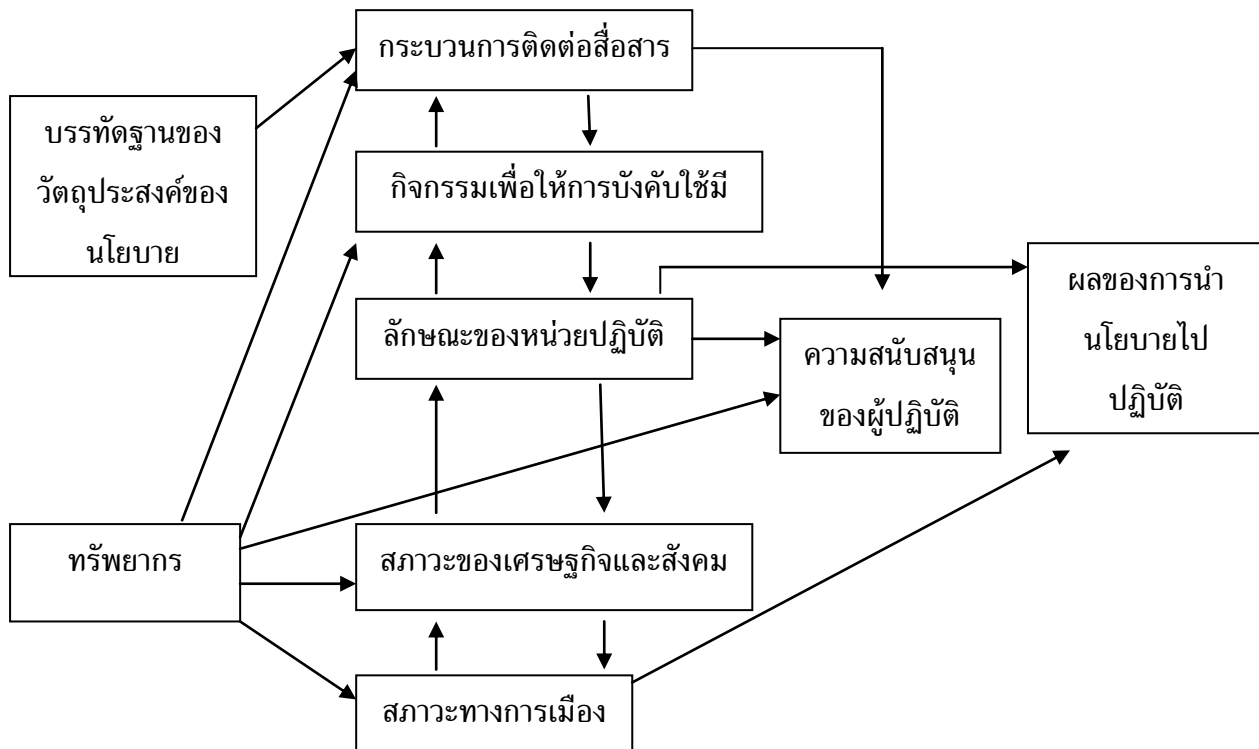 กระบวนการติดต่อสื่อสาร
บรรทัดฐานของ
วัตถุประสงค์ของ
นโยบาย
กิจกรรมเพื่อให้การบังคับใช้มี
ลักษณะของหน่วยปฏิบัติ
ความสนับสนุน
ของผู้ปฏิบัติ
ผลของการนำ
นโยบายไป
ปฏิบัติ
ทรัพยากร
สภาวะของเศรษฐกิจและสังคม
สภาวะทางการเมือง